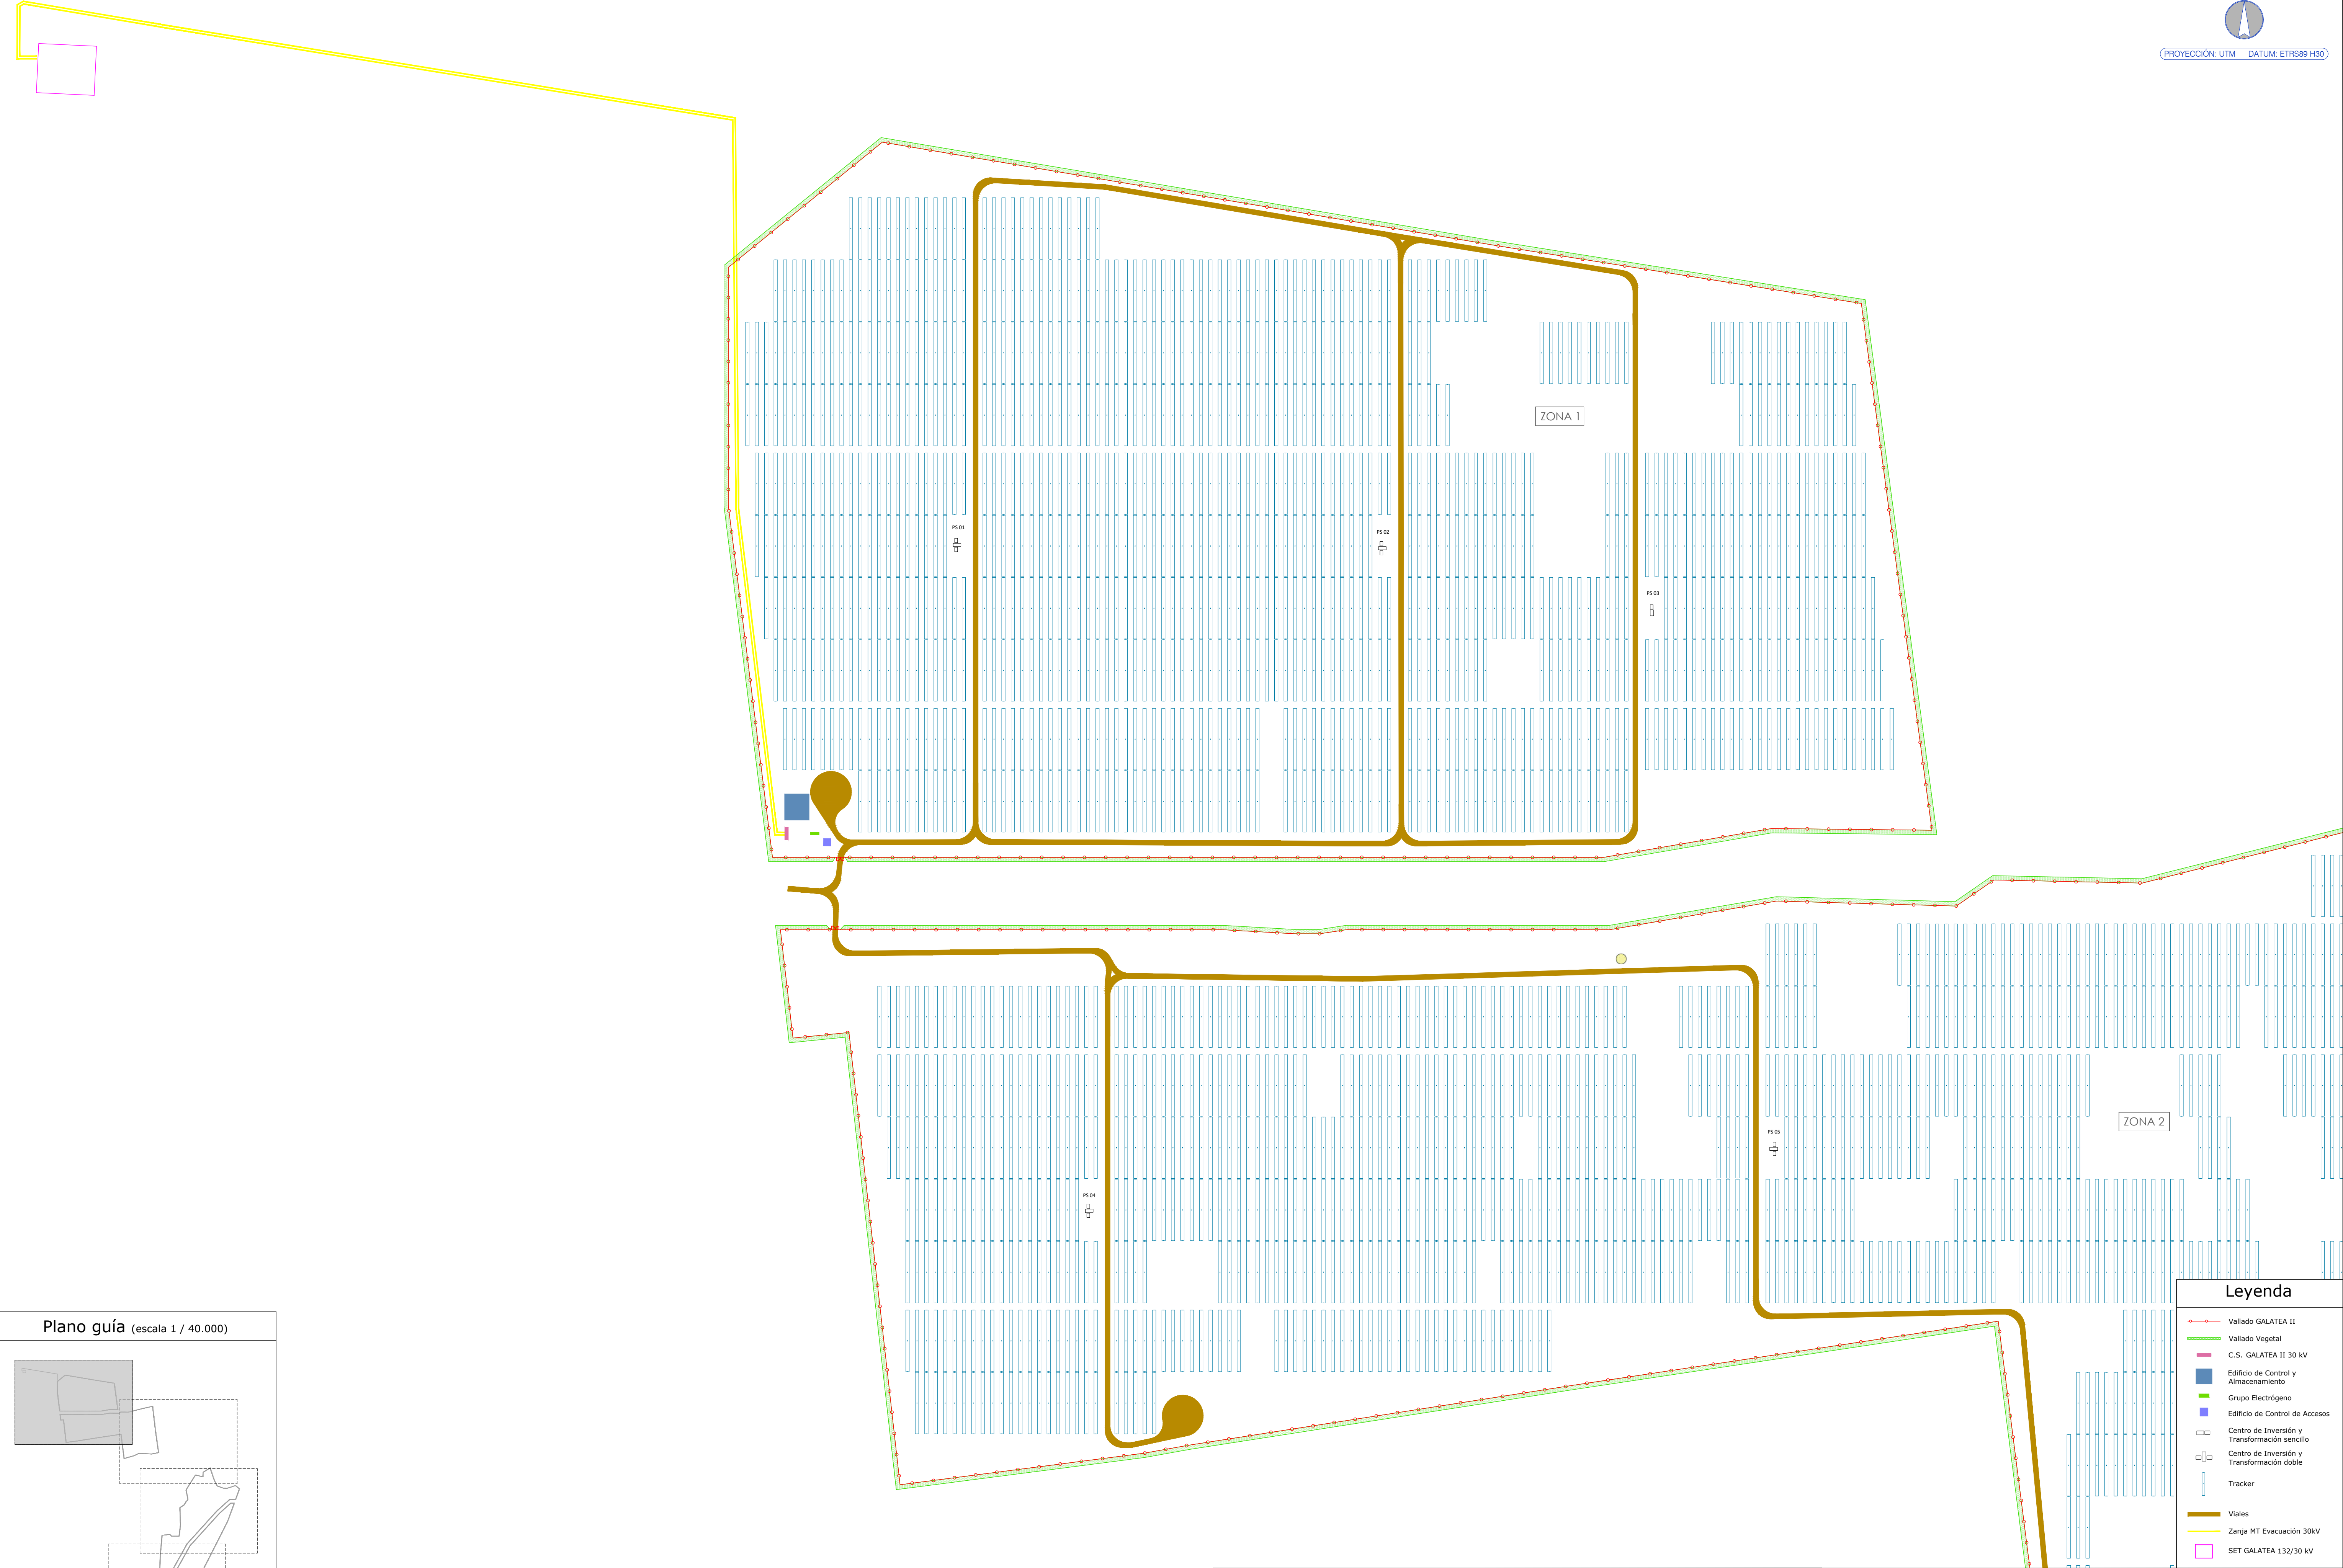 PROYECCIÓN: UTM DATUM: ETRS89 H30
ZONA 1
PS 01
PS 02
PS 03
ZONA 2
PS 05
PS 04
Plano guía (escala 1 / 40.000)
Leyenda
Vallado GALATEA II
Vallado Vegetal
C.S. GALATEA II 30 kV
Edificio de Control y
Almacenamiento
Grupo Electrógeno
Edificio de Control de Accesos
Centro de Inversión y
Transformación sencillo
Centro de Inversión y
Transformación doble
Tracker
Viales
Zanja MT Evacuación 30kV
SET GALATEA 132/30 kV